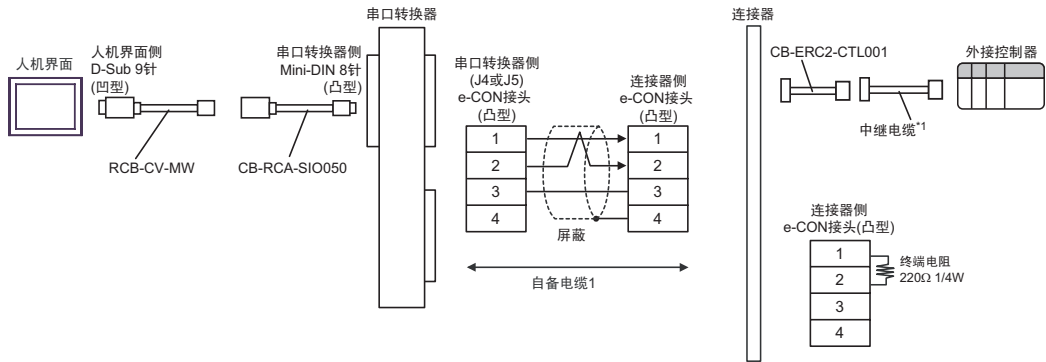 串口转换器
连接器
人机界面
人机界面侧
D-Sub 9针
(凹型)
RCB-CV-MW
串口转换器侧
Mini-DIN 8针
(凸型)
CB-RCA-SIO050
串口转换器侧
(J4或J5)
e-CON接头
(凸型)
1
2
3
4
屏蔽
连接器侧
e-CON接头
(凸型)
1
2
3
4
自备电缆1
CB-ERC2-CTL001
中继电缆*1
外接控制器
连接器侧
e-CON接头(凸型)
1
2
3
4
终端电阻
220Ω 1/4W